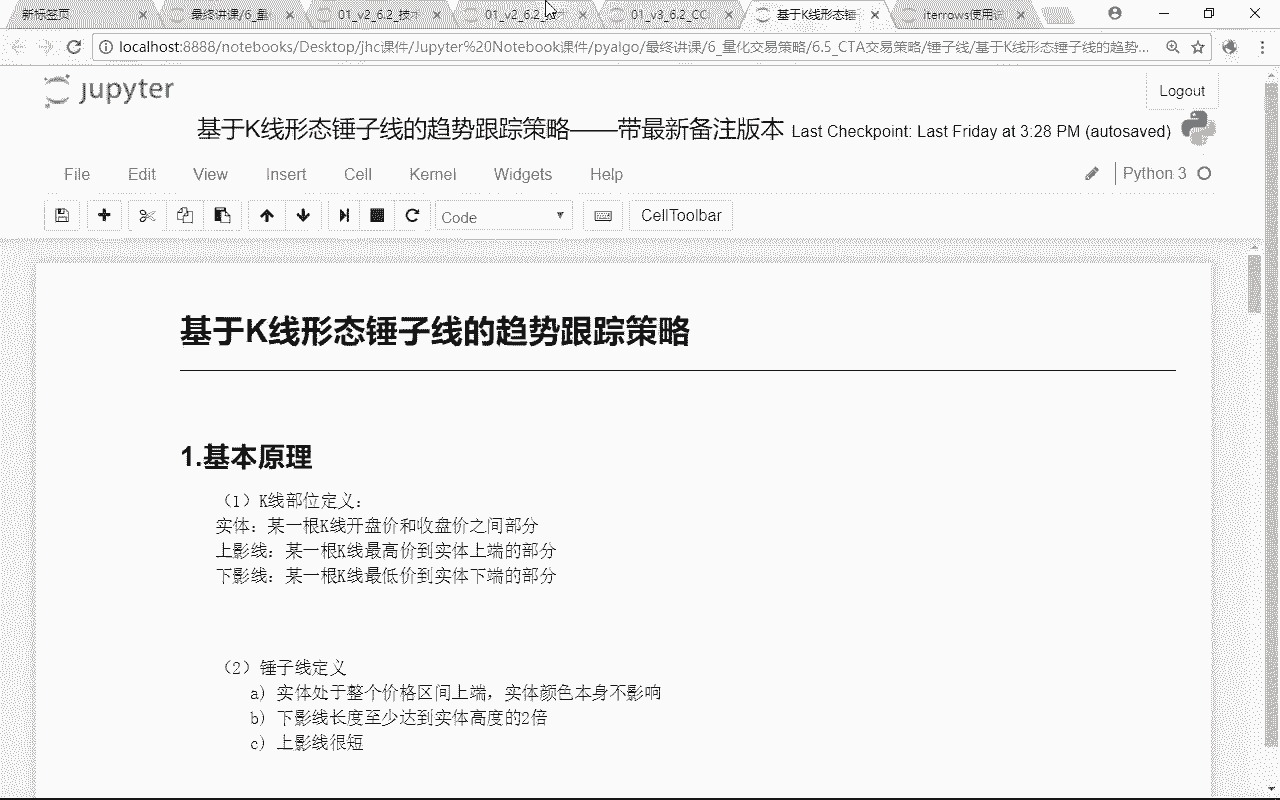 新标签页
最终讲课/6_量
01_v2_6.2_技
01_v2_6.2_
01_v3_6.2_CC
基于K线形态锤
iterrows使用说
localhost:8888/notebooks/Desktop/jhc课件/Jupyter%20Notebook课件/pyalgo/最终讲课/6_量化交易策略/6.5_CTA交易策略/锤子线/基于K线形态锤子线的趋势...
jupyter
Logout
基于K线形态锤子线的趋势跟踪策略——带最新备注版本 Last Checkpoint: Last Friday at 3:28 PM (autosaved)
File Edit View Insert Cell Kernel Widgets Help
Python 3
Code
CellToolbar
基于K线形态锤子线的趋势跟踪策略
1.基本原理
（1）K线部位定义：
实体：某一根K线开盘价和收盘价之间部分
上影线：某一根K线最高价到实体上端的部分
下影线：某一根K线最低价到实体下端的部分
（2）锤子线定义
a) 实体处于整个价格区间上端，实体颜色本身不影响
b) 下影线长度至少达到实体高度的2倍
c) 上影线很短